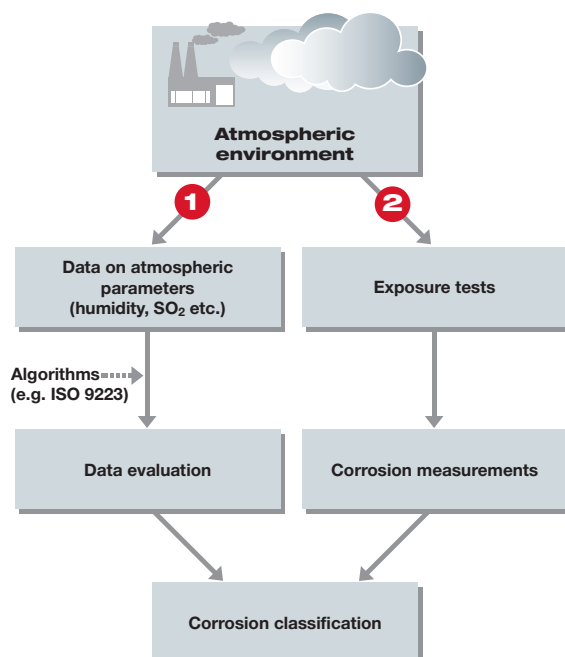 Atmospheric
environment
1
2
Data on atmospheric
parameters
(humidity, SO₂ etc.)
Exposure tests
Algorithms
(e.g. ISO 9223)
Data evaluation
Corrosion measurements
Corrosion classification